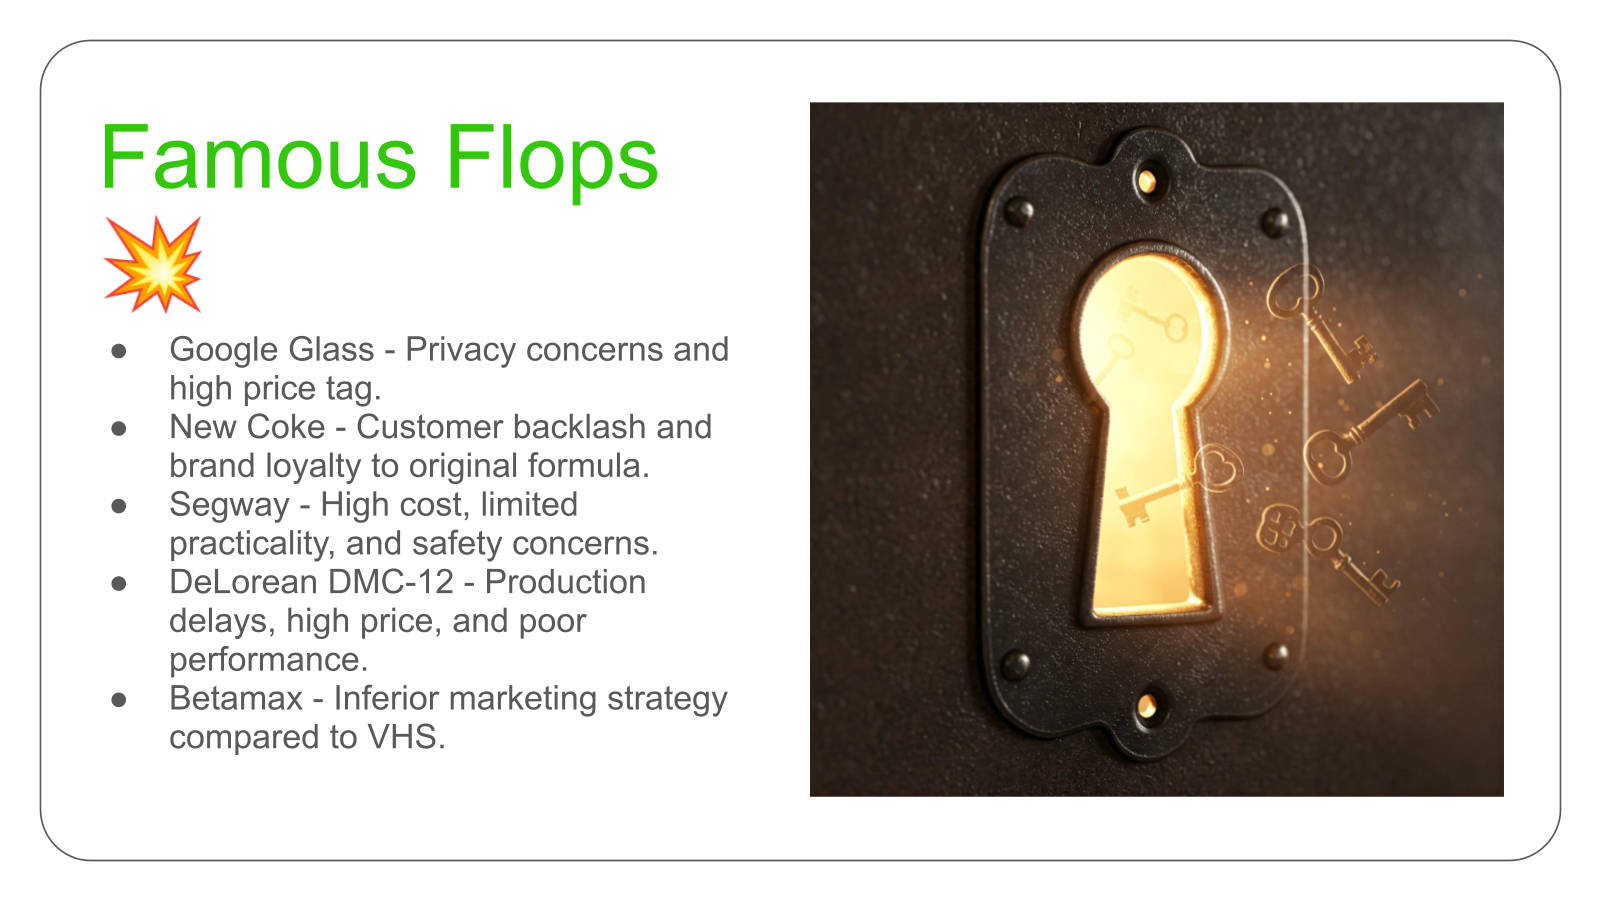 Famous Flops
💥
● Google Glass - Privacy concerns and
high price tag.
● New Coke - Customer backlash and
brand loyalty to original formula.
● Segway - High cost, limited
practicality, and safety concerns.
● DeLorean DMC-12 - Production
delays, high price, and poor
performance.
● Betamax - Inferior marketing strategy
compared to VHS.